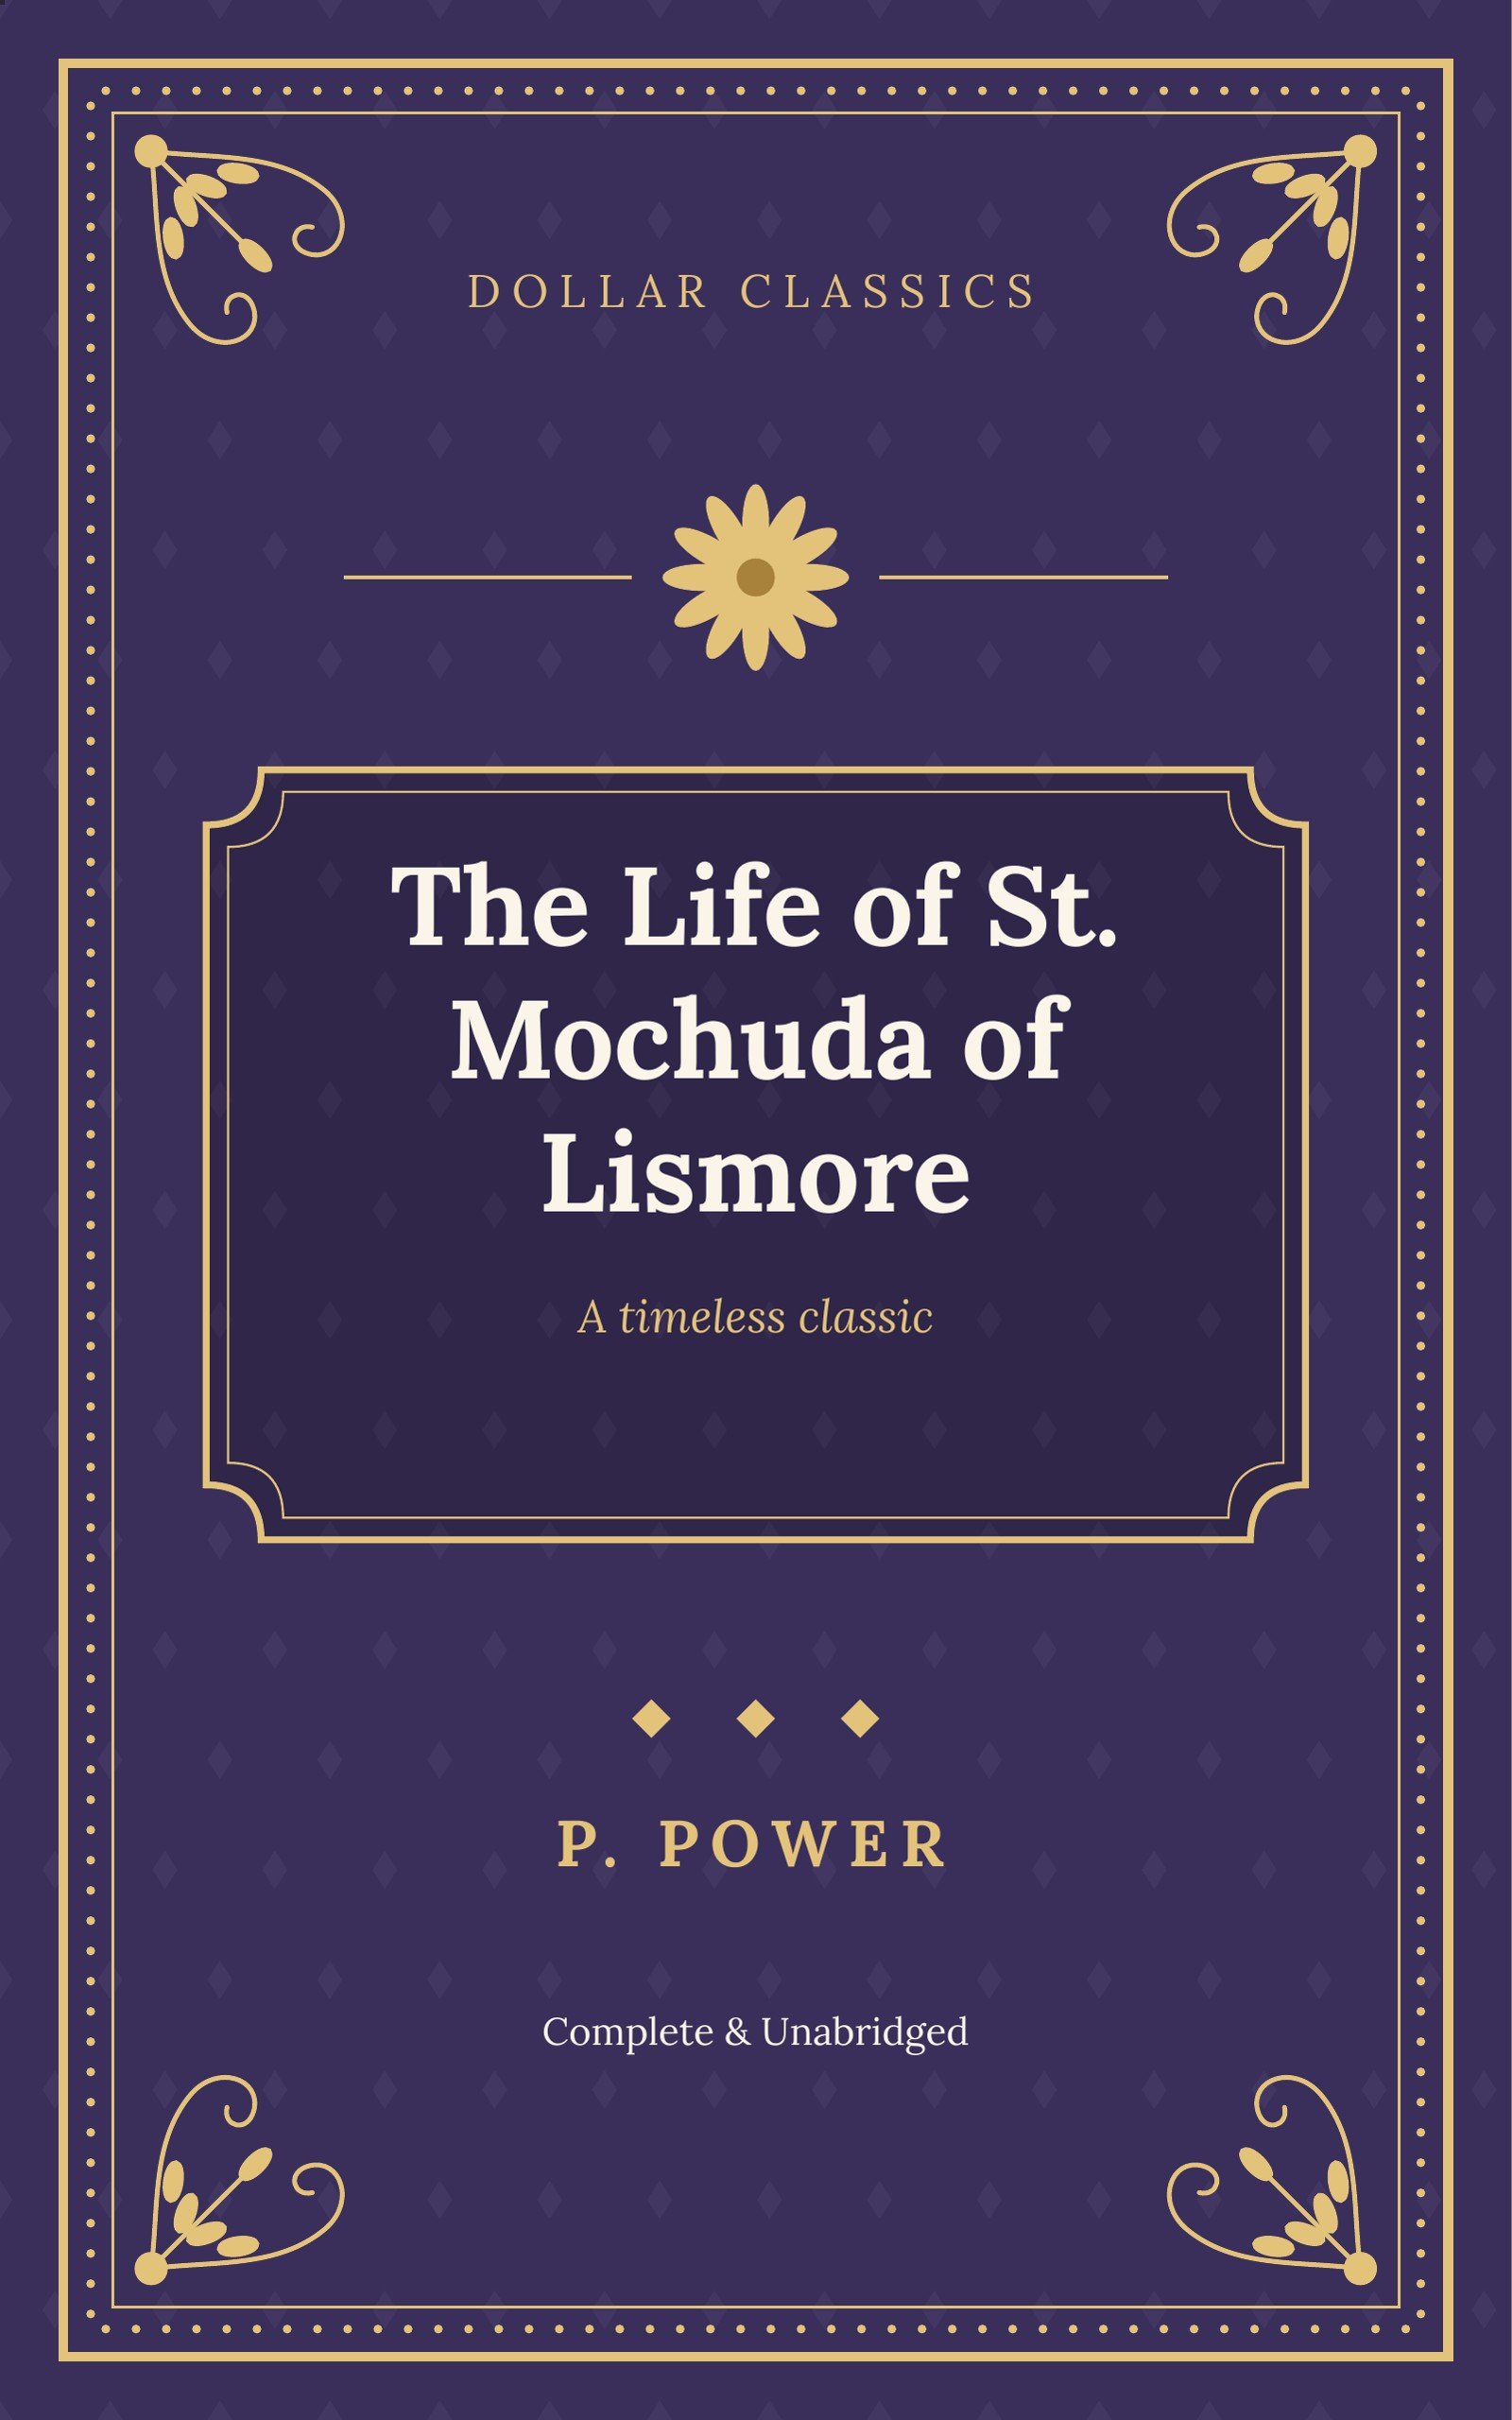 DOLLAR CLASSICS
The Life of St.
Mochuda of
Lismore
A timeless classic
P. POWER
Complete & Unabridged